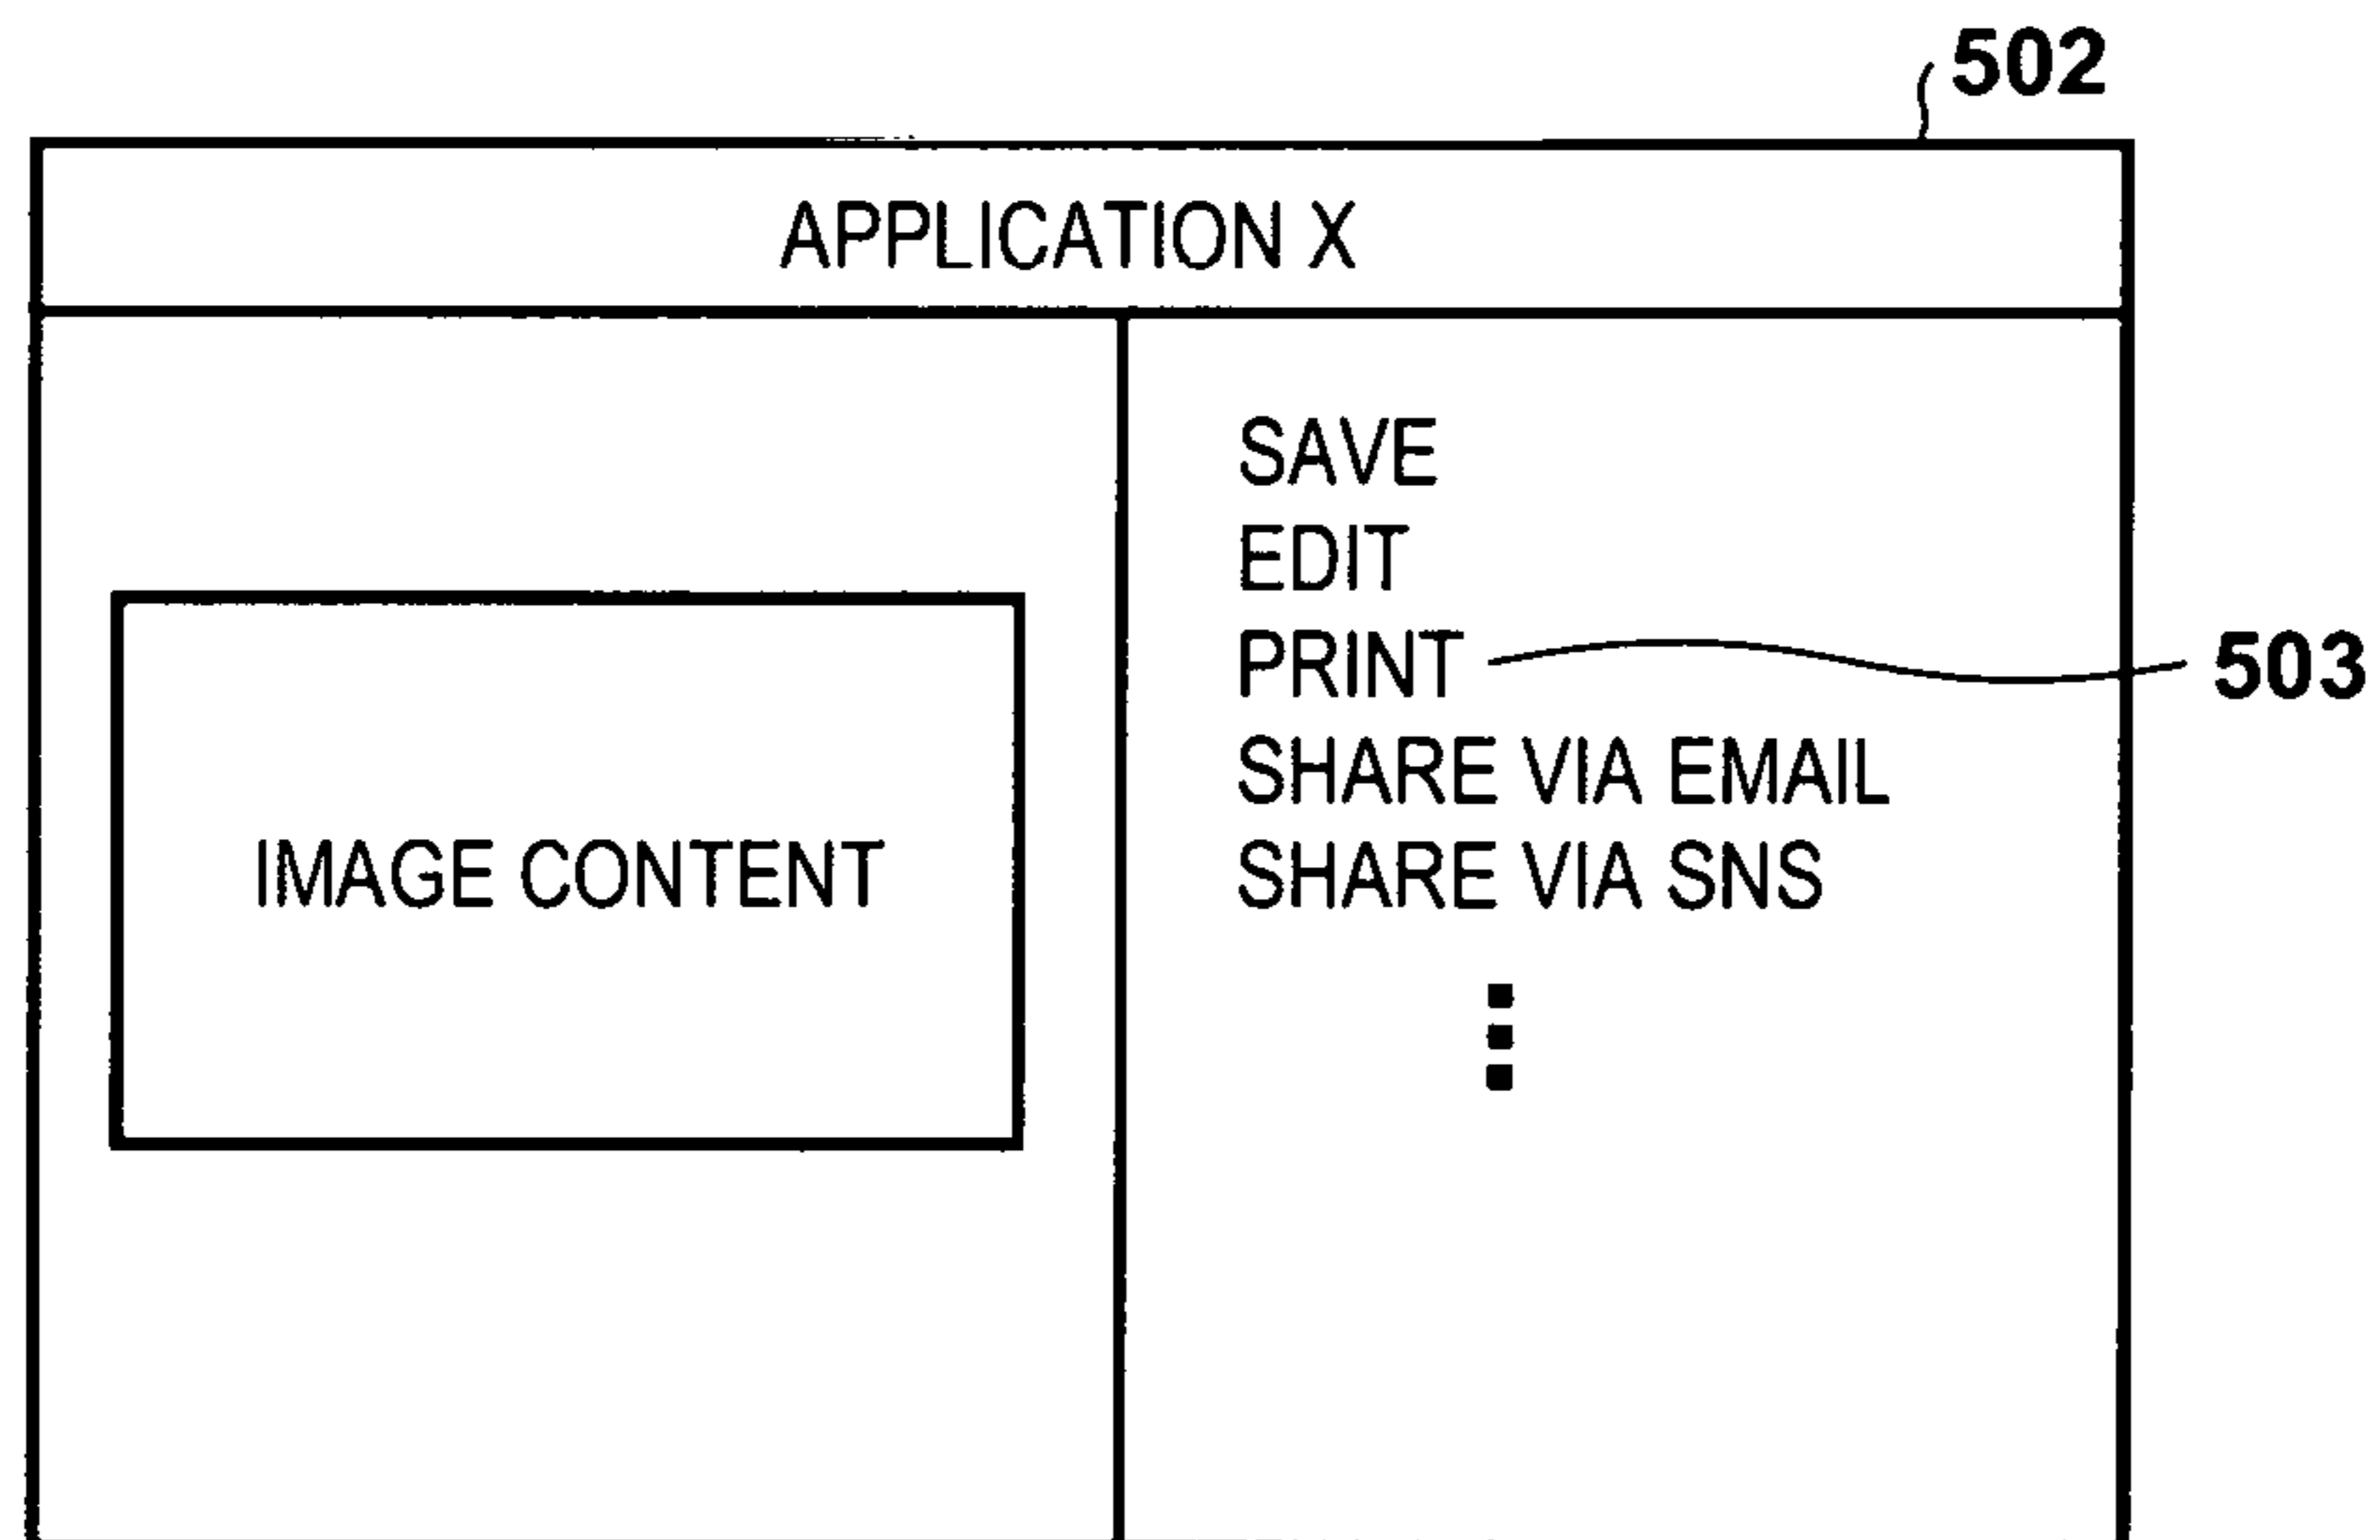 502
APPLICATION X
SAVE
EDIT
PRINT
503
SHARE VIA EMAIL
IMAGE CONTENT
SHARE VIA SNS